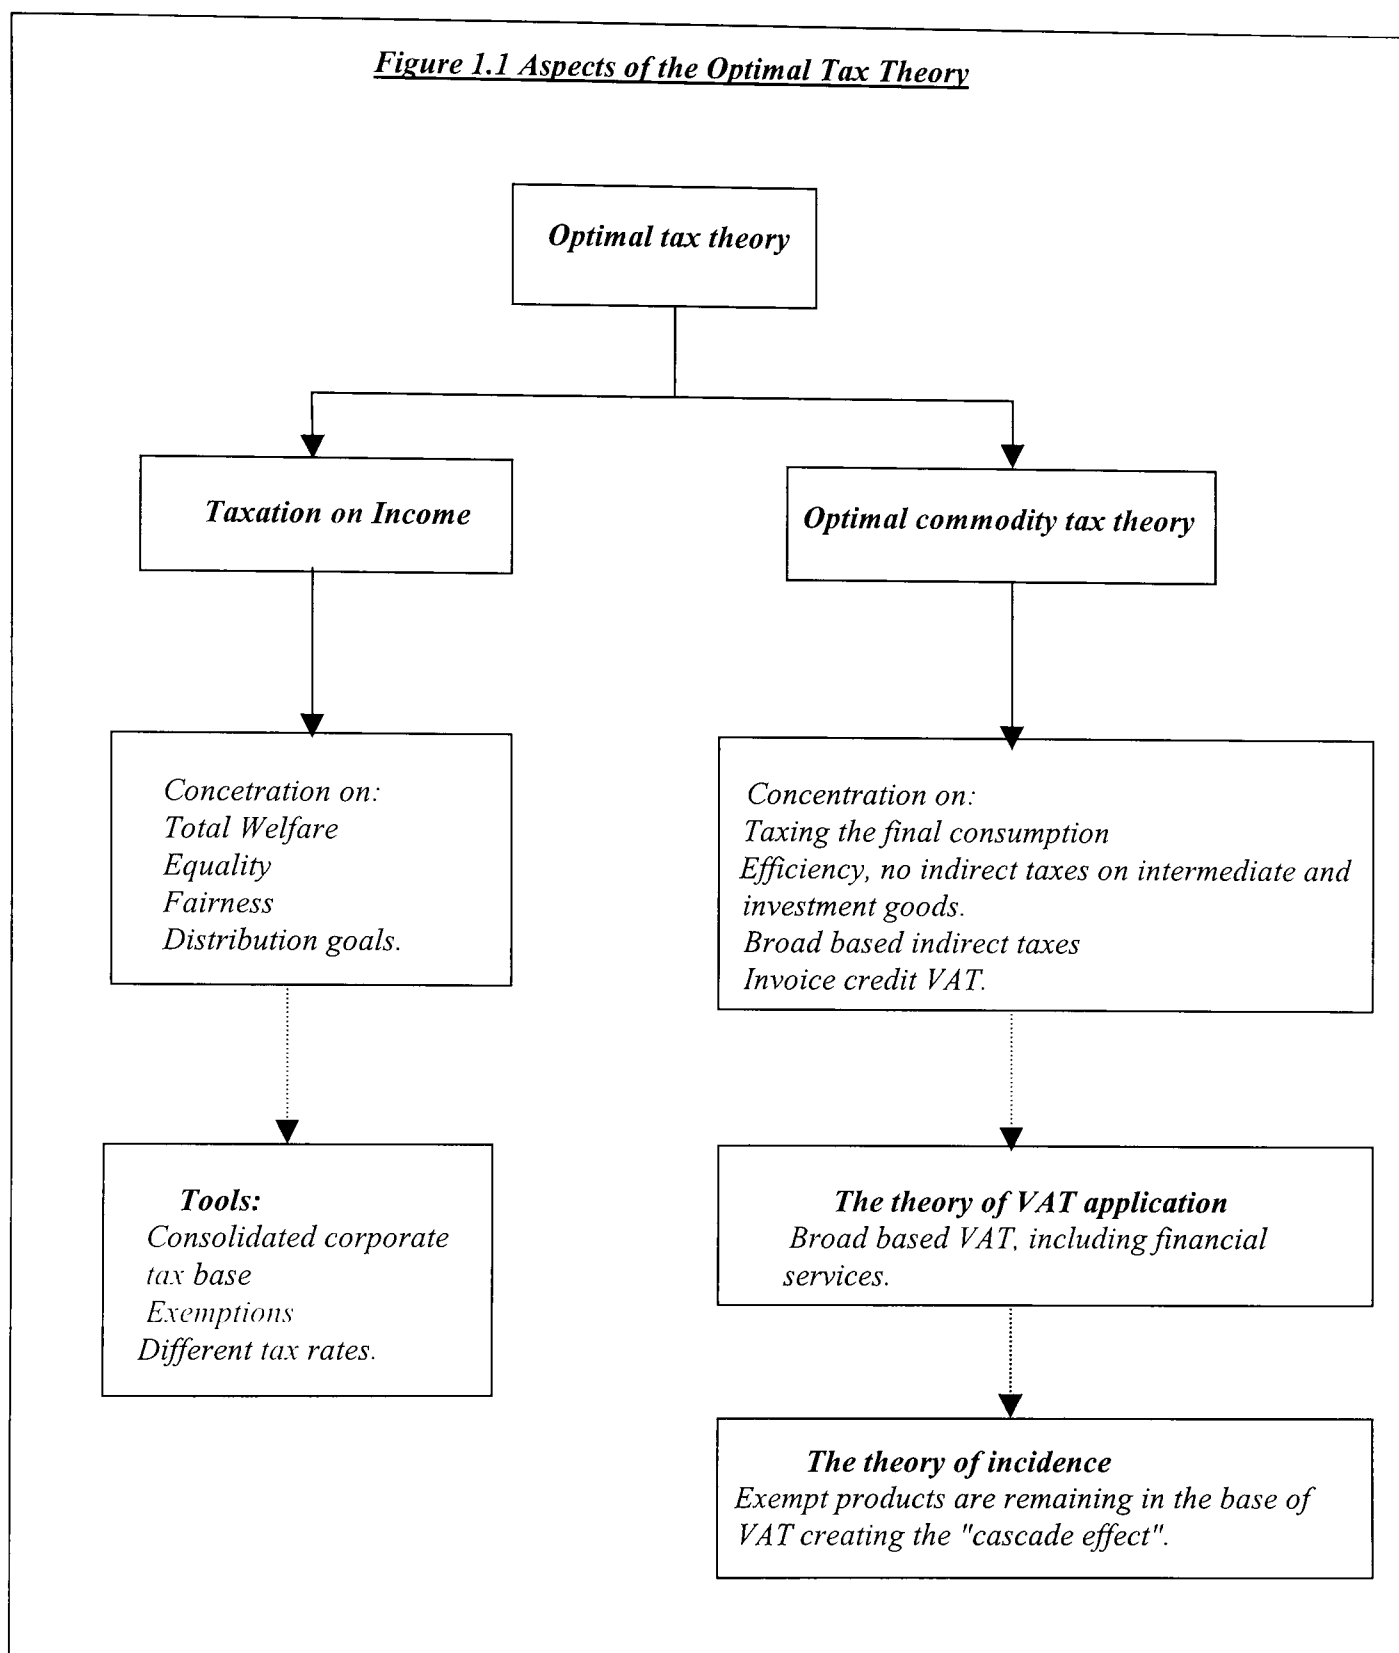 Figure 1.1 Aspects of the Optimal Tax Theory
Optimal tax theory
Taxation on Income
Optimal commodity tax theory
Concetration on:
Total Welfare
Equality
Fairness
Distribution goals.
Concentration on:
Taxing the final consumption
Efficiency, no indirect taxes on intermediate and
investment goods.
Broad based indirect taxes
Invoice credit VAT.
Tools:
Consolidated corporate
tax base
Exemptions
Different tax rates.
The theory of VAT application
Broad based VAT, including financial
services.
The theory of incidence
Exempt products are remaining in the base of
VAT creating the "cascade effect".